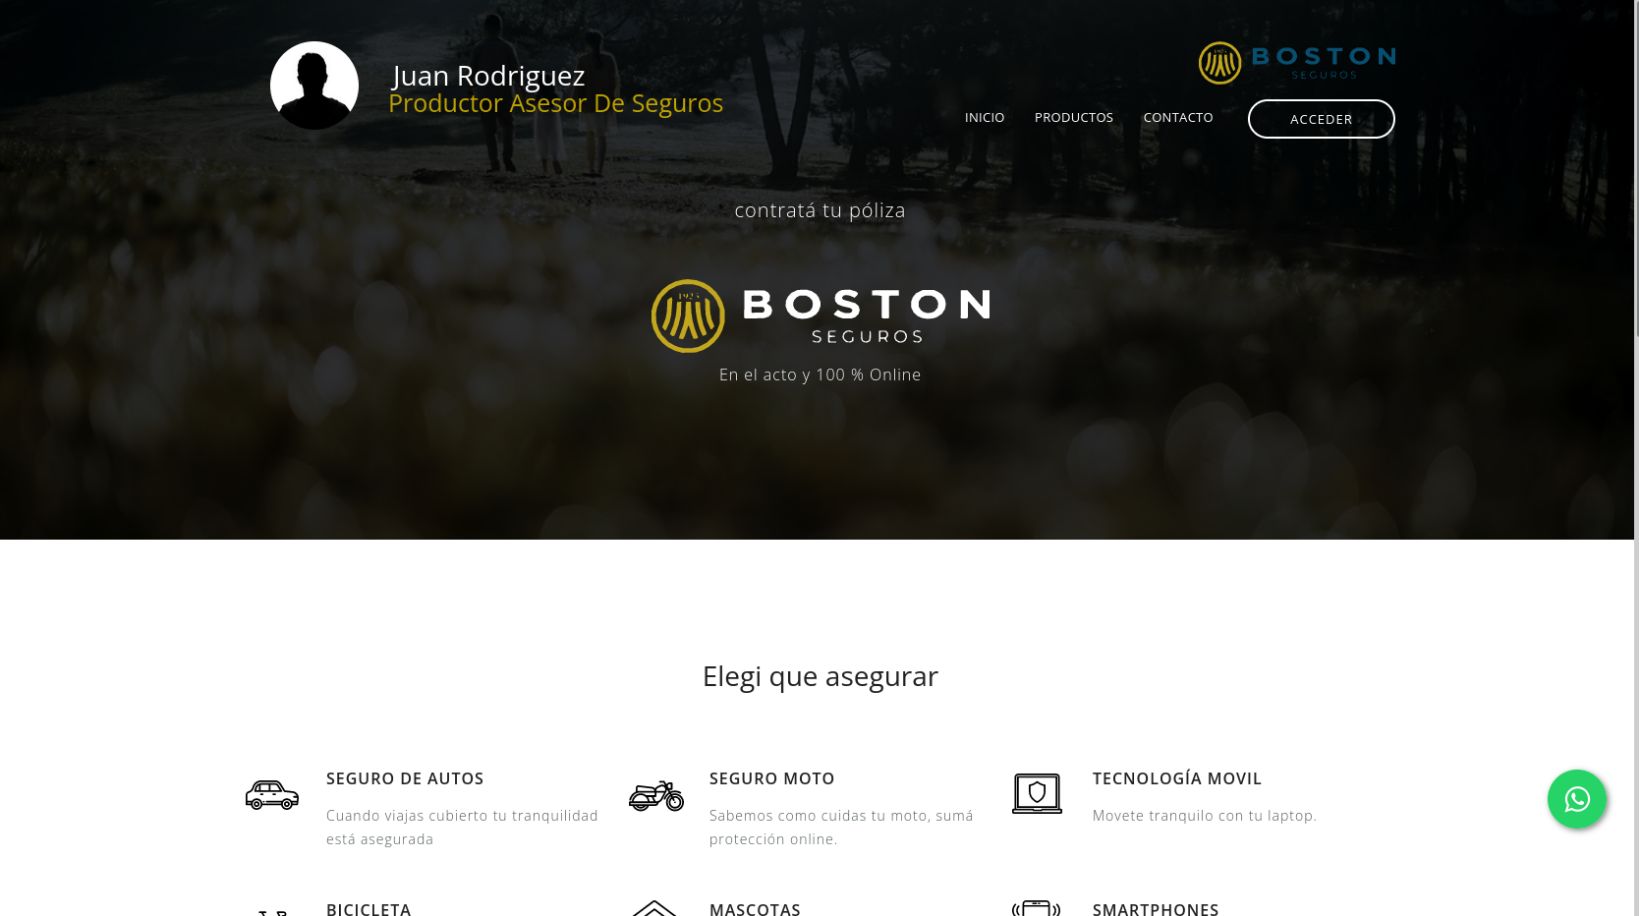 Juan Rodriguez
Productor Asesor De Seguros
BOSTON
SEGUROS
INICIO PRODUCTOS CONTACTO ACCEDER
contratá tu póliza
BOSTON
SEGUROS
En el acto y 100 % Online
Elegi que asegurar
SEGURO DE AUTOS
Cuando viajas cubierto tu tranquilidad
está asegurada
SEGURO MOTO
Sabemos como cuidas tu moto, sumá
protección online.
TECNOLOGÍA MOVIL
Movete tranquilo con tu laptop.
BICICLETA
MASCOTAS
SMARTPHONES